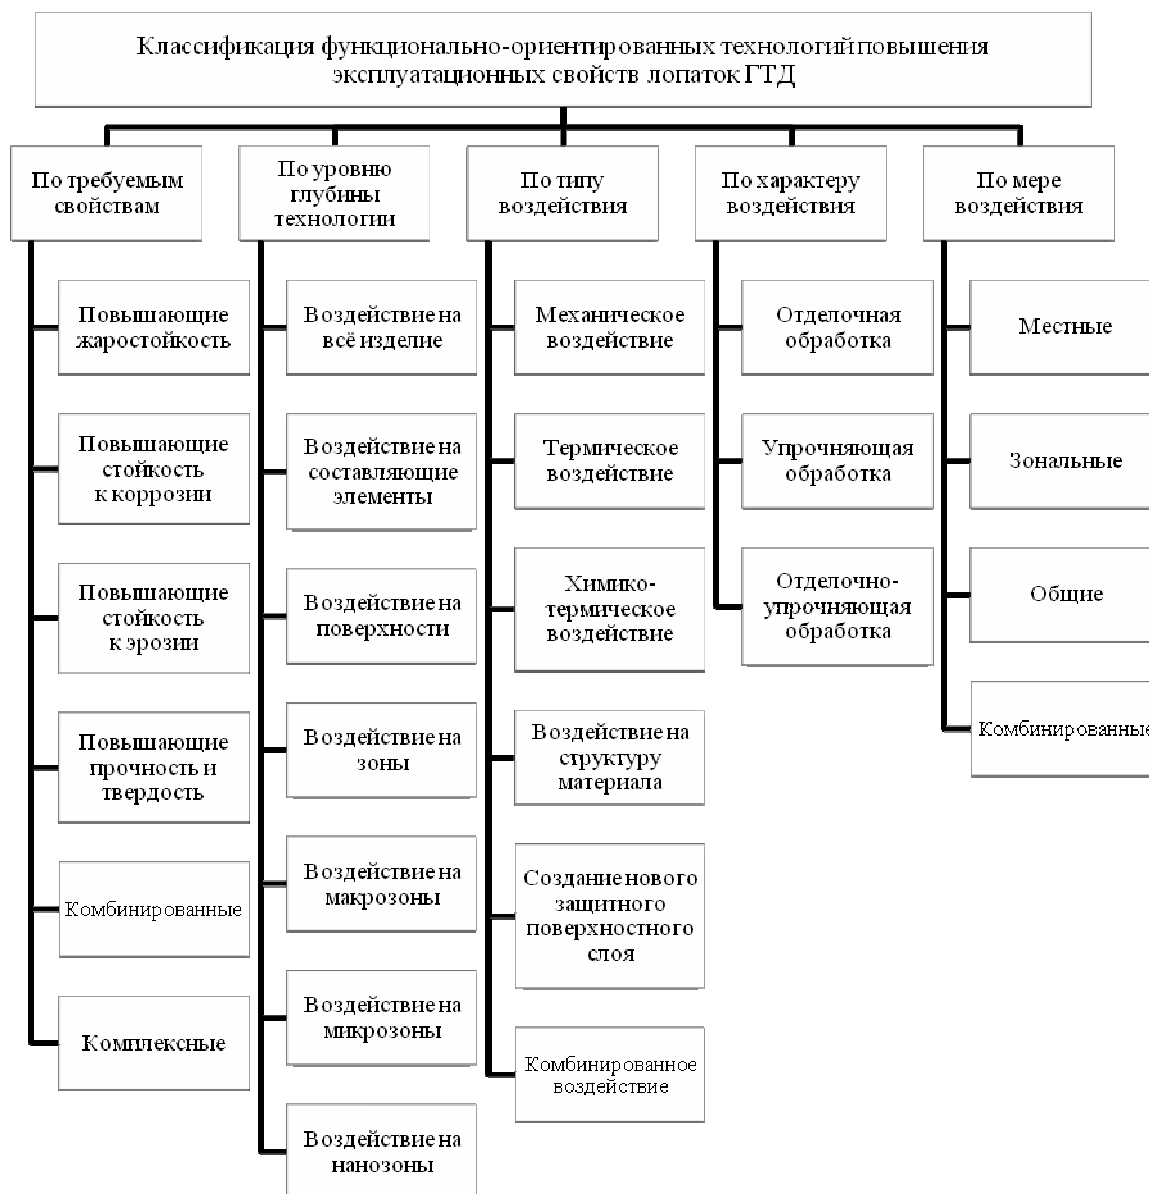 Классификация функционально-ориентированных технологий повышения
эксплуатационных свойств лопаток ГТД
По требуемым
свойствам
По уровню
глубины
технологии
По типу
воздействия
По характеру
воздействия
По мере
воздействия
Повышающие
жаростойкость
Повышающие
стойкость
к коррозии
Повышающие
стойкость
к эрозии
Повышающие
прочность и
твердость
Комбинированные
Комплексные
Воздействие на
всё изделие
Воздействие на
составляющие
элементы
Воздействие на
поверхности
Воздействие на
зоны
Воздействие на
макрозоны
Воздействие на
микрозоны
Воздействие на
нанозоны
Механическое
воздействие
Термическое
воздействие
Химико-
термическое
воздействие
Воздействие на
структуру
материала
Создание нового
защитного
поверхностного
слоя
Комбинированное
воздействие
Отделочная
обработка
Упрочняющая
обработка
Отделочно-
упрочняющая
обработка
Местные
Зональные
Общие
Комбинированные